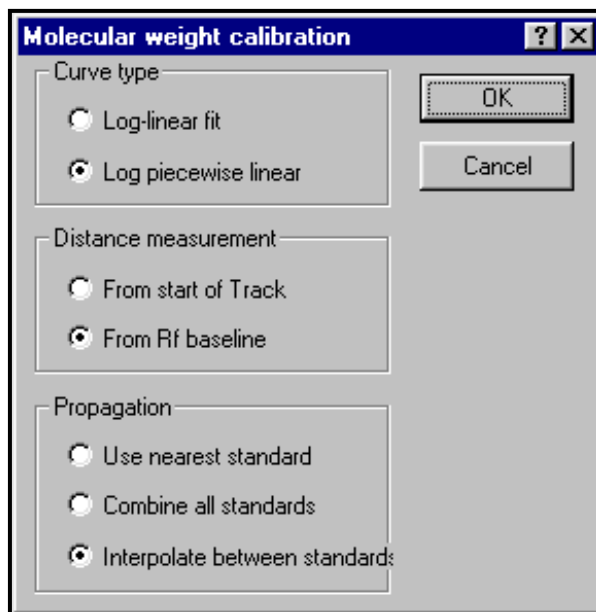 Molecular weight calibration
Curve type
Log-linear fit
Log piecewise linear
OK
Cancel
Distance measurement
From start of Track
From Rf baseline
Propagation
Use nearest standard
Combine all standards
Interpolate between standards